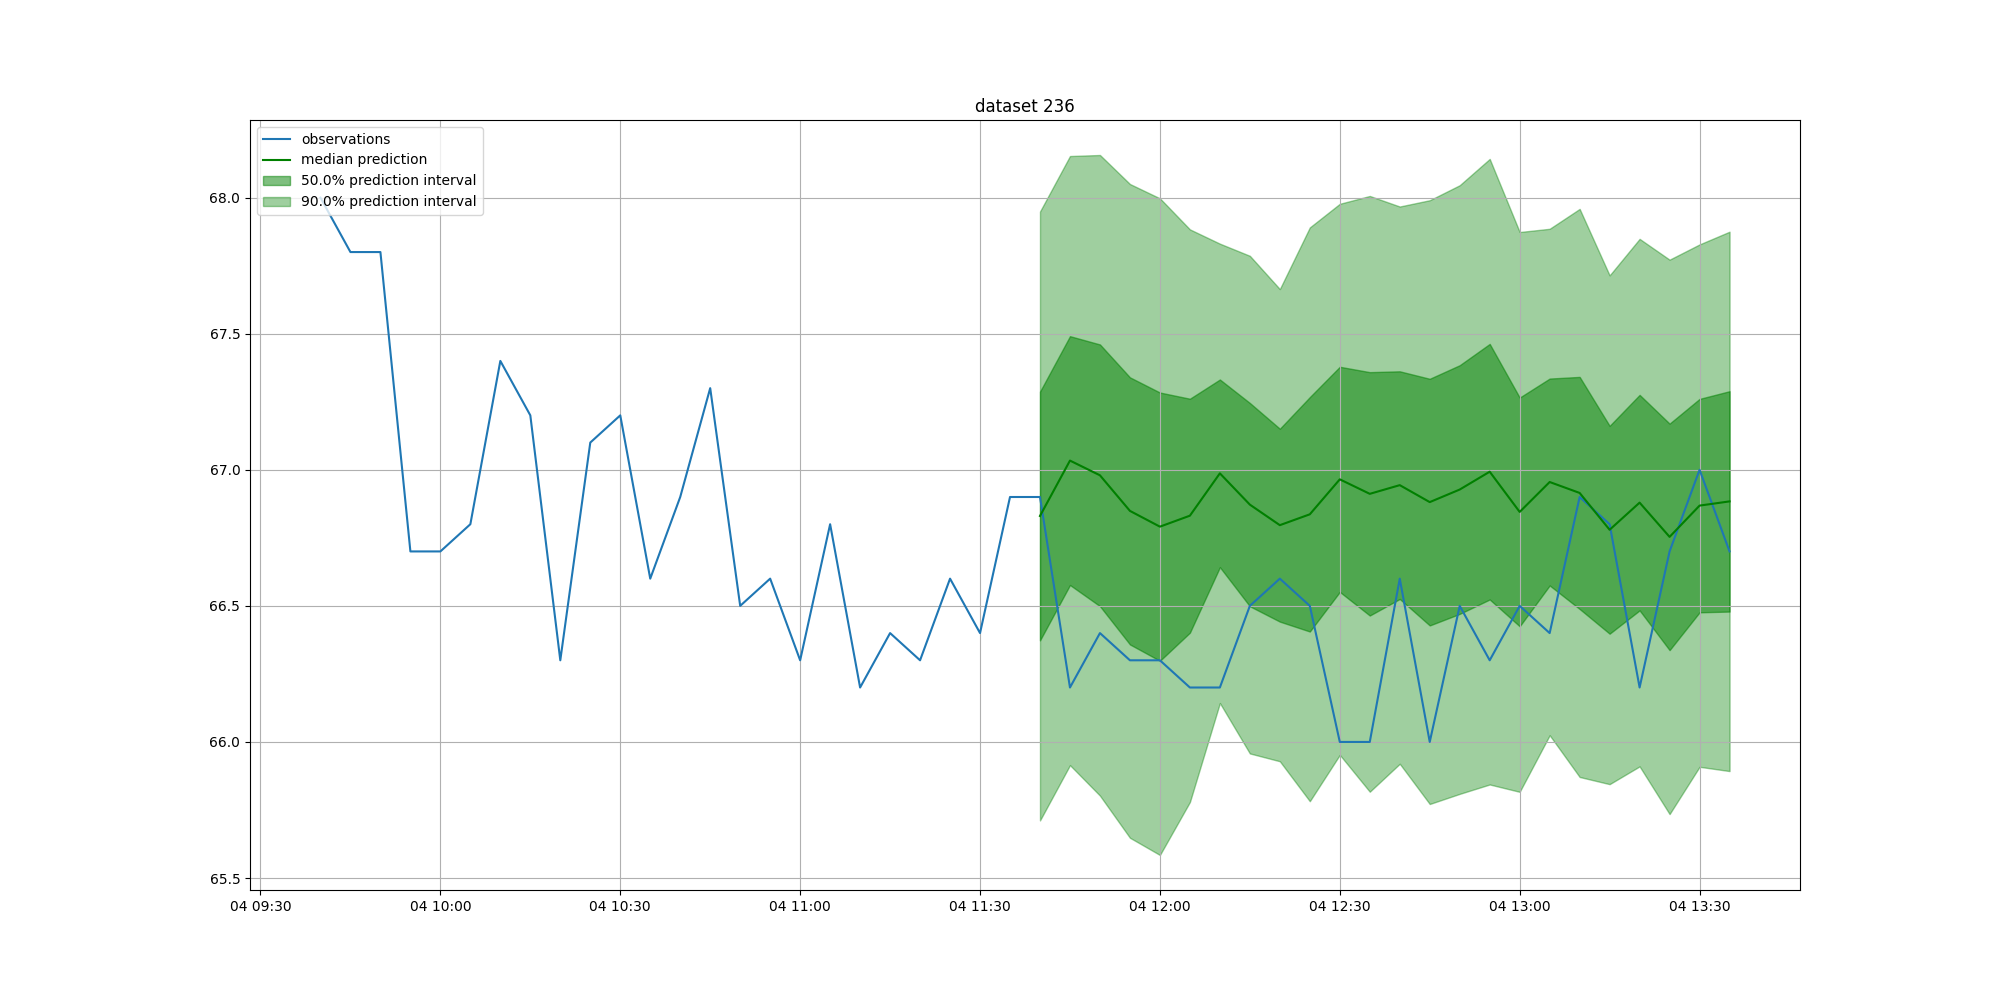 dataset 236
observations
median prediction
50.0% prediction interval
90.0% prediction interval
68.0
67.5
67.0
66.5
66.0
65.5
04 09:30 04 10:00 04 10:30 04 11:00 04 11:30 04 12:00 04 12:30 04 13:00 04 13:30